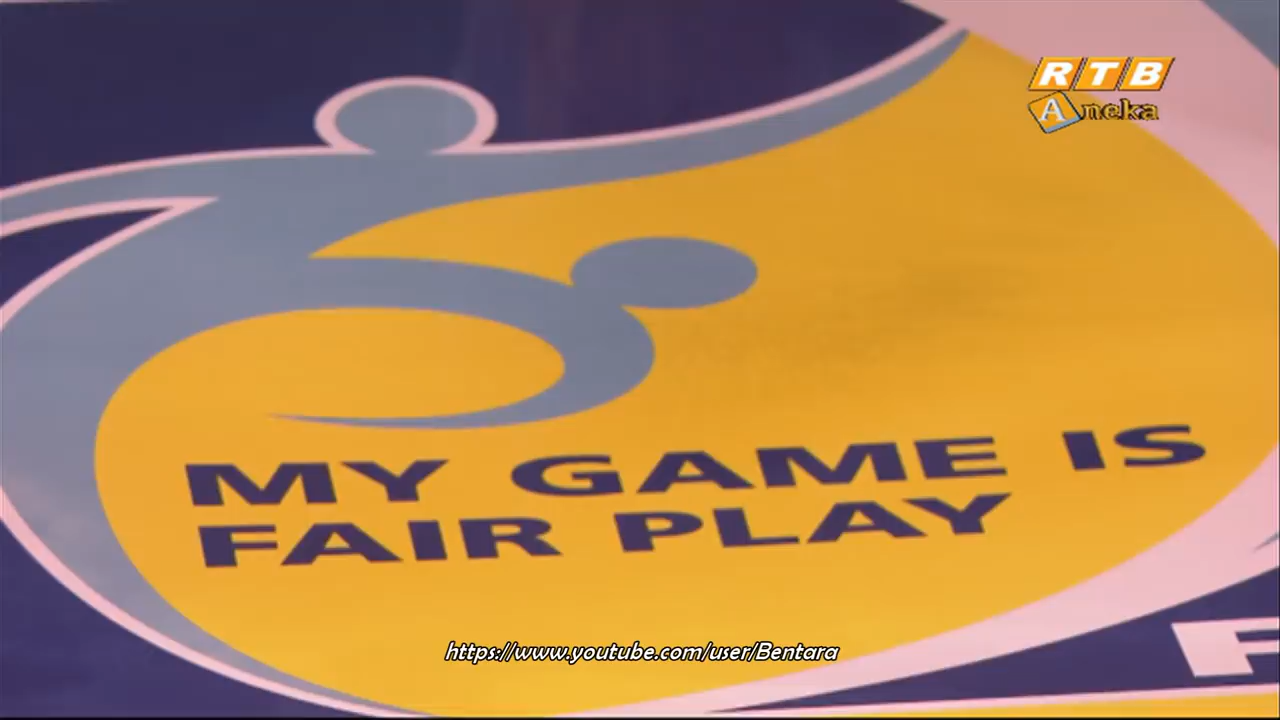 RTB
Aneka
MY GAME IS
FAIR PLAY
F
https://www.youtube.com/user/Bentara